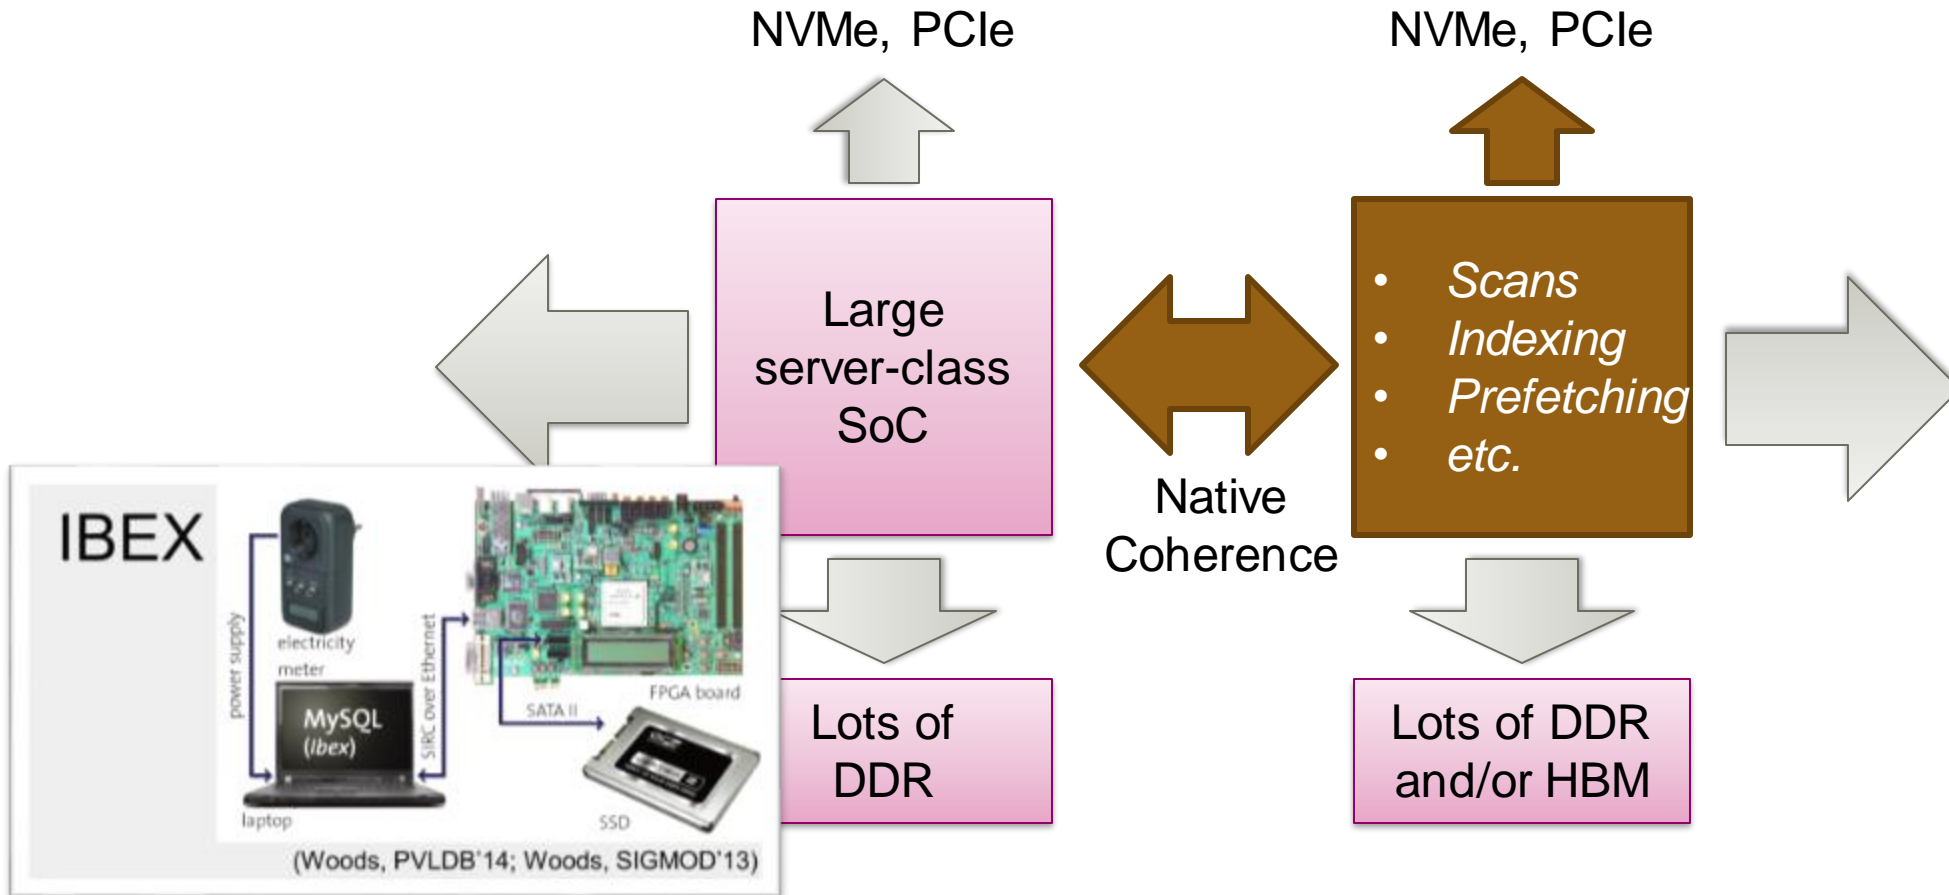 NVMe, PCIe
NVMe, PCIe
Large
server-class
SoC
• Scans
• Indexing
• Prefetching
• etc.
Native
Coherence
IBEX
power supply
electricity
meter
SIRC over Ethernet
MySQL
(Ibex)
laptop
FPGA board
SATA II
SSD
(Woods, PVLDB'14; Woods, SIGMOD'13)
Lots of
DDR
Lots of DDR
and/or HBM